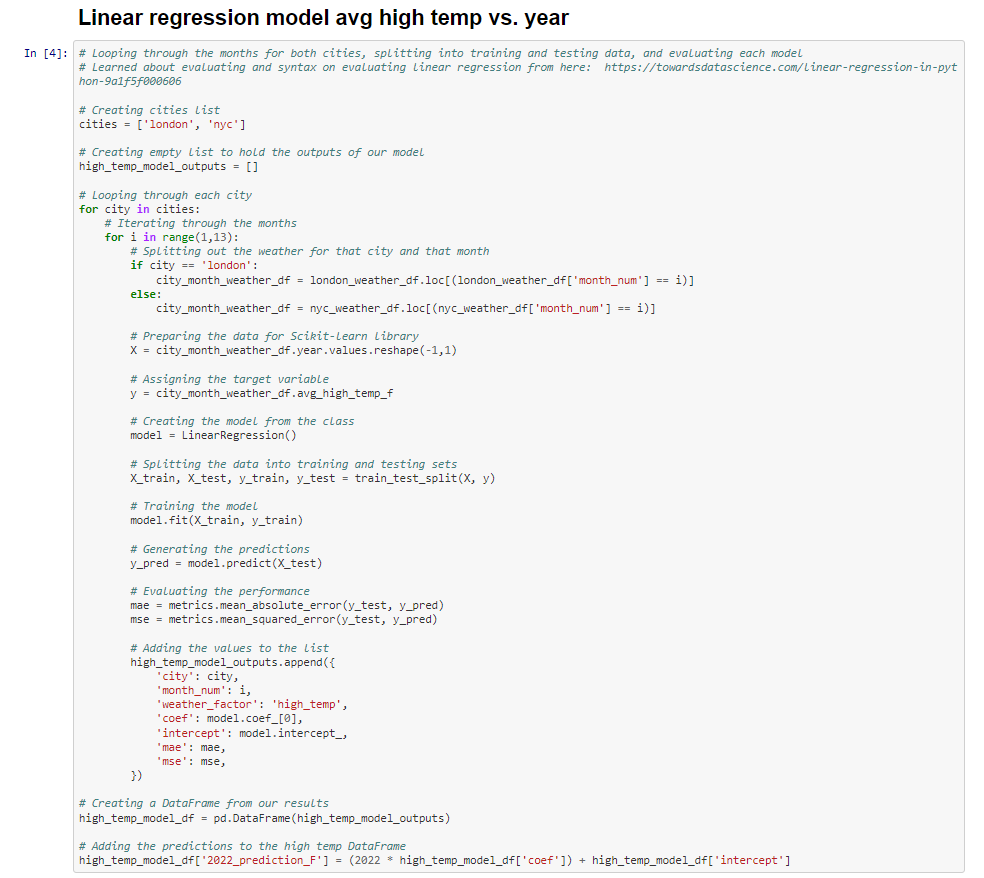 Linear regression model avg high temp vs. year
In [4]: # Looping through the months for both cities, splitting into training and testing data, and evaluating each model
# Learned about evaluating and syntax on evaluating linear regression from here:  https://towardsdatascience.com/linear-regression-in-pyt
hon-9a1f5f000606
# Creating cities list
cities = ['london', 'nyc']
# Creating empty list to hold the outputs of our model
high_temp_model_outputs = []
# Looping through each city
for city in cities:
    # Iterating through the months
    for i in range(1,13):
        # Splitting out the weather for that city and that month
        if city == 'london':
            city_month_weather_df = london_weather_df.loc[(london_weather_df['month_num'] == i)]
        else:
            city_month_weather_df = nyc_weather_df.loc[(nyc_weather_df['month_num'] == i)]
        # Preparing the data for Scikit-learn library
        X = city_month_weather_df.year.values.reshape(-1,1)
        # Assigning the target variable
        y = city_month_weather_df.avg_high_temp_f
        # Creating the model from the class
        model = LinearRegression()
        # Splitting the data into training and testing sets
        X_train, X_test, y_train, y_test = train_test_split(X, y)
        # Training the model
        model.fit(X_train, y_train)
        # Generating the predictions
        y_pred = model.predict(X_test)
        # Evaluating the performance
        mae = metrics.mean_absolute_error(y_test, y_pred)
        mse = metrics.mean_squared_error(y_test, y_pred)
        # Adding the values to the list
        high_temp_model_outputs.append({
            'city': city,
            'month_num': i,
            'weather_factor': 'high_temp',
            'coef': model.coef_[0],
            'intercept': model.intercept_,
            'mae': mae,
            'mse': mse,
        })
# Creating a DataFrame from our results
high_temp_model_df = pd.DataFrame(high_temp_model_outputs)
# Adding the predictions to the high temp DataFrame
high_temp_model_df['2022_prediction_F'] = (2022 * high_temp_model_df['coef']) + high_temp_model_df['intercept']